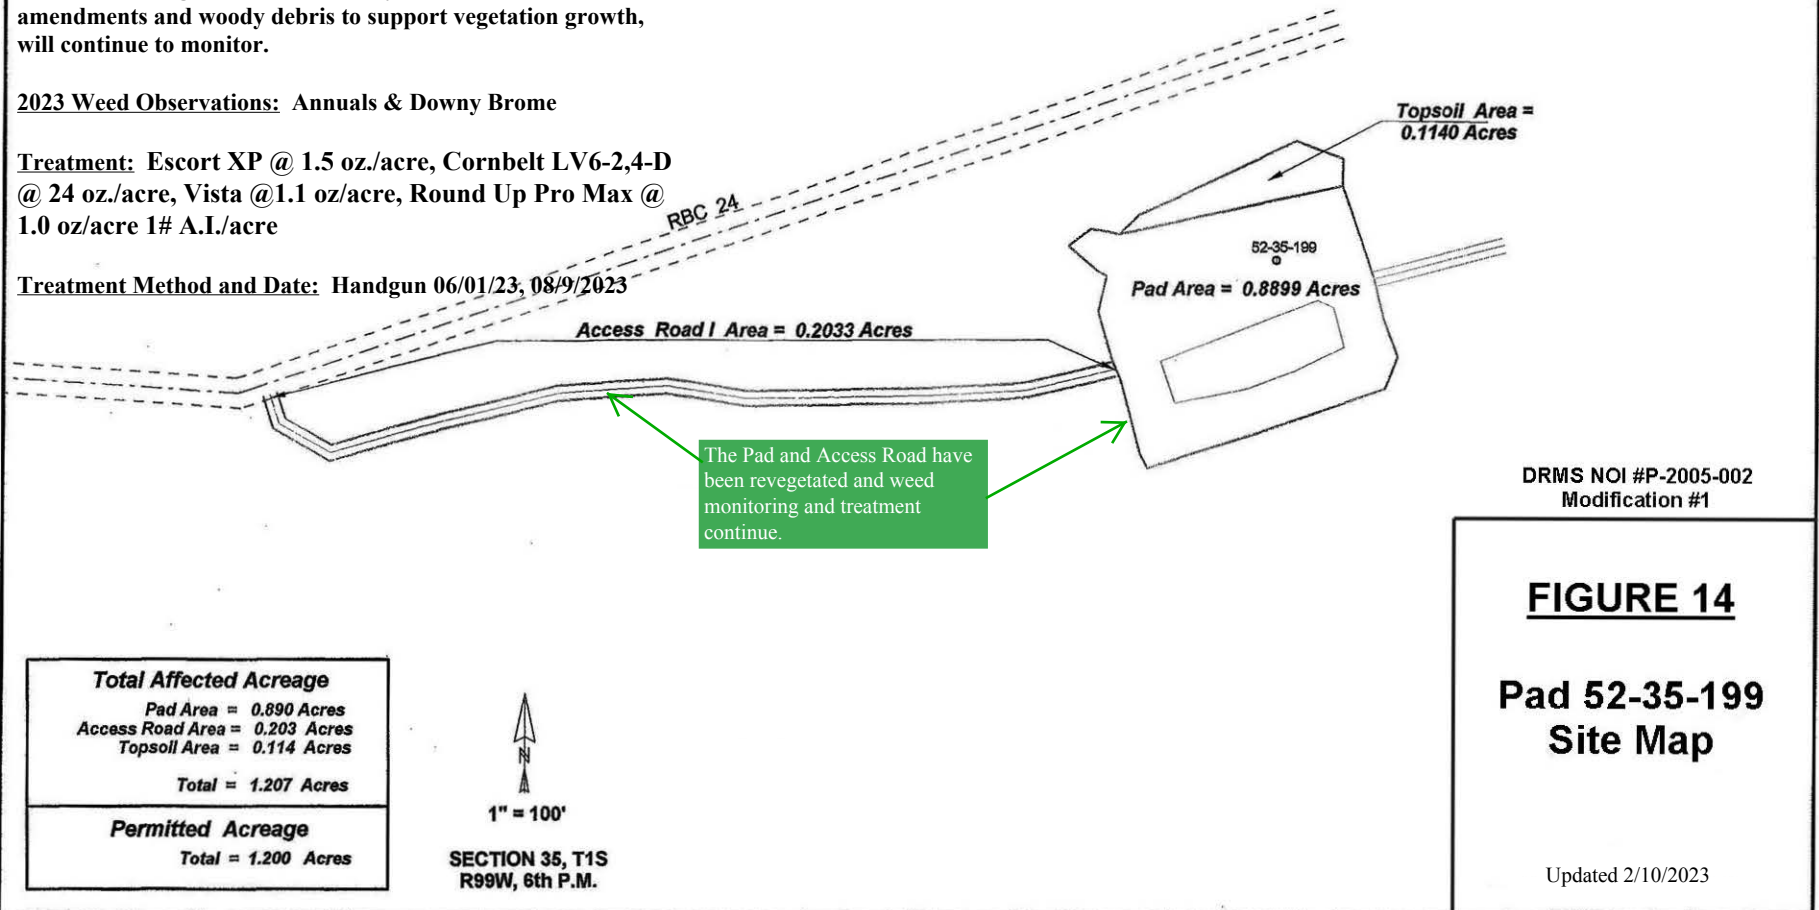 amendments and woody debris to support vegetation growth,
will continue to monitor.
2023 Weed Observations: Annuals & Downy Brome
Treatment: Escort XP @ 1.5 oz./acre, Cornbelt LV6-2,4-D
@ 24 oz./acre, Vista @1.1 oz/acre, Round Up Pro Max @
1.0 oz/acre 1# A.I./acre
Treatment Method and Date: Handgun 06/01/23, 08/9/2023
RBC 24
Topsoil Area =
0.1140 Acres
52-35-199
Pad Area = 0.8899 Acres
Access Road I Area = 0.2033 Acres
The Pad and Access Road have
been revegetated and weed
monitoring and treatment
continue.
DRMS NOI #P-2005-002
Modification #1
FIGURE 14
Pad 52-35-199
Site Map
Updated 2/10/2023
Total Affected Acreage
Pad Area = 0.890 Acres
Access Road Area = 0.203 Acres
Topsoil Area = 0.114 Acres
Total = 1.207 Acres
Permitted Acreage
Total = 1.200 Acres
N
1" = 100'
SECTION 35, T1S
R99W, 6th P.M.